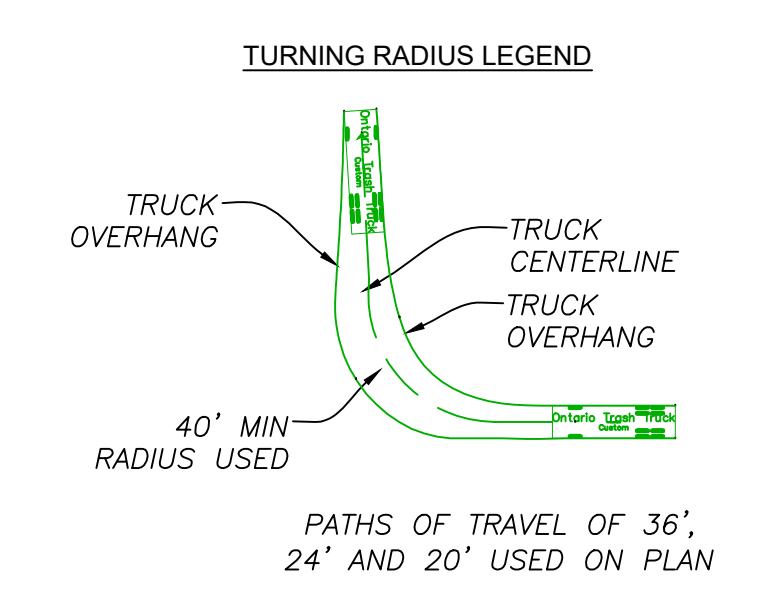 TURNING RADIUS LEGEND
Ontario Trash Truck
Custom
TRUCK
OVERHANG
TRUCK
CENTERLINE
TRUCK
OVERHANG
40' MIN
RADIUS USED
Ontario Trash Truck
Custom
PATHS OF TRAVEL OF 36',
24' AND 20' USED ON PLAN